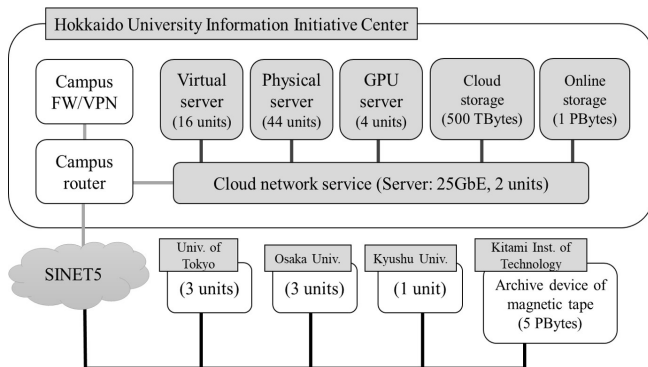 Hokkaido University Information Initiative Center
Campus
FW/VPN
Virtual
server
(16 units)
Physical
server
(44 units)
GPU
server
(4 units)
Cloud
storage
(500 TBytes)
Online
storage
(1 PBytes)
Campus
router
Cloud network service (Server: 25GbE, 2 units)
SINET5
Univ. of
Tokyo
(3 units)
Osaka Univ.
(3 units)
Kyushu Univ.
(1 unit)
Kitami Inst. of
Technology
Archive device of
magnetic tape
(5 PBytes)